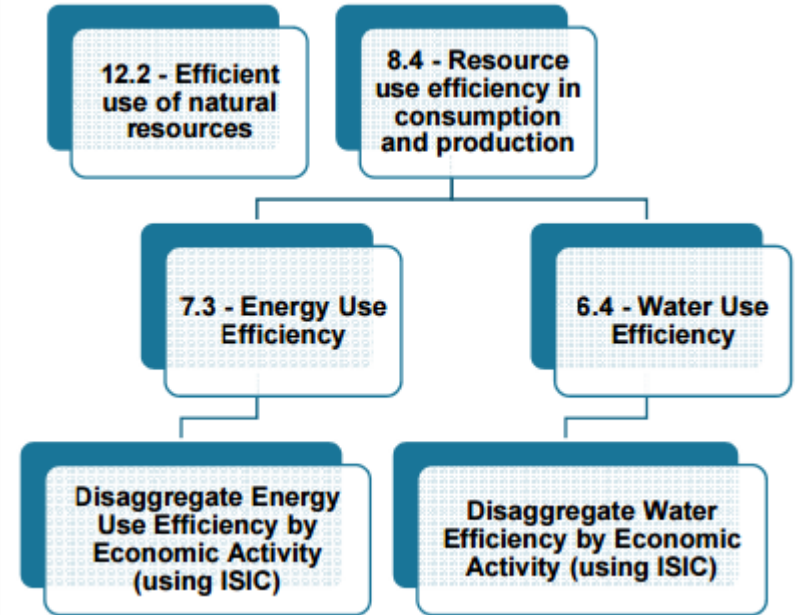 12.2 - Efficient
use of natural
resources
8.4 - Resource
use efficiency in
consumption
and production
7.3 - Energy Use
Efficiency
6.4 - Water Use
Efficiency
Disaggregate Energy
Use Efficiency by
Economic Activity
(using ISIC)
Disaggregate Water
Efficiency by Economic
Activity (using ISIC)